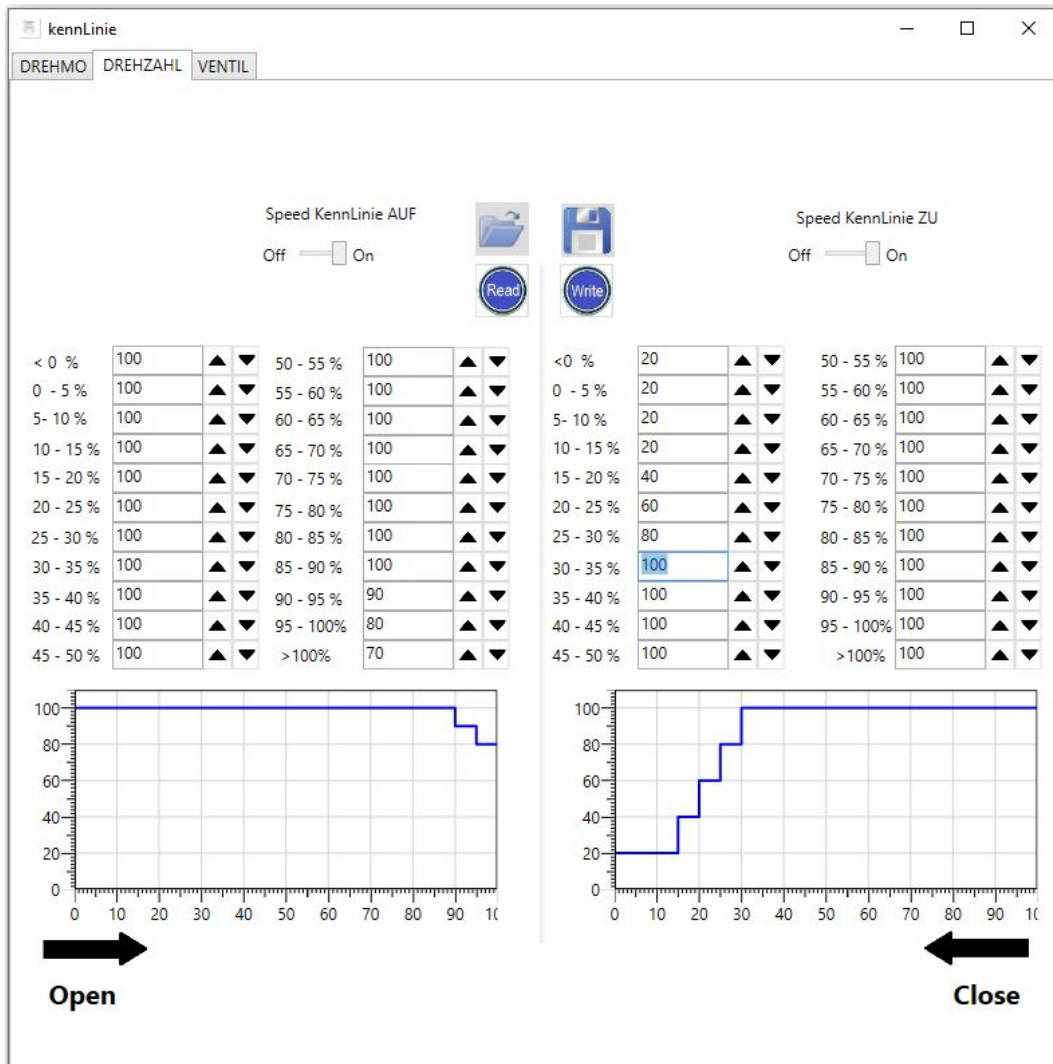 kennLinie
DREHMO DREHZAHL VENTIL
Speed KennLinie AUF
Off On
Read
Write
Speed KennLinie ZU
Off On
< 0 % 100 50 - 55 % 100
0 - 5 % 100 55 - 60 % 100
5- 10 % 100 60 - 65 % 100
10 - 15 % 100 65 - 70 % 100
15 - 20 % 100 70 - 75 % 100
20 - 25 % 100 75 - 80 % 100
25 - 30 % 100 80 - 85 % 100
30 - 35 % 100 85 - 90 % 100
35 - 40 % 100 90 - 95 % 90
40 - 45 % 100 95 - 100% 80
45 - 50 % 100 >100% 70
<0 % 20 50 - 55 % 100
0 - 5 % 20 55 - 60 % 100
5- 10 % 20 60 - 65 % 100
10 - 15 % 20 65 - 70 % 100
15 - 20 % 40 70 - 75 % 100
20 - 25 % 60 75 - 80 % 100
25 - 30 % 80 80 - 85 % 100
30 - 35 % 100 85 - 90 % 100
35 - 40 % 100 90 - 95 % 100
40 - 45 % 100 95 - 100% 100
45 - 50 % 100 >100% 100
100
80
60
40
20
0
0 10 20 30 40 50 60 70 80 90 10
Open
100
80
60
40
20
0
0 10 20 30 40 50 60 70 80 90 10
Close